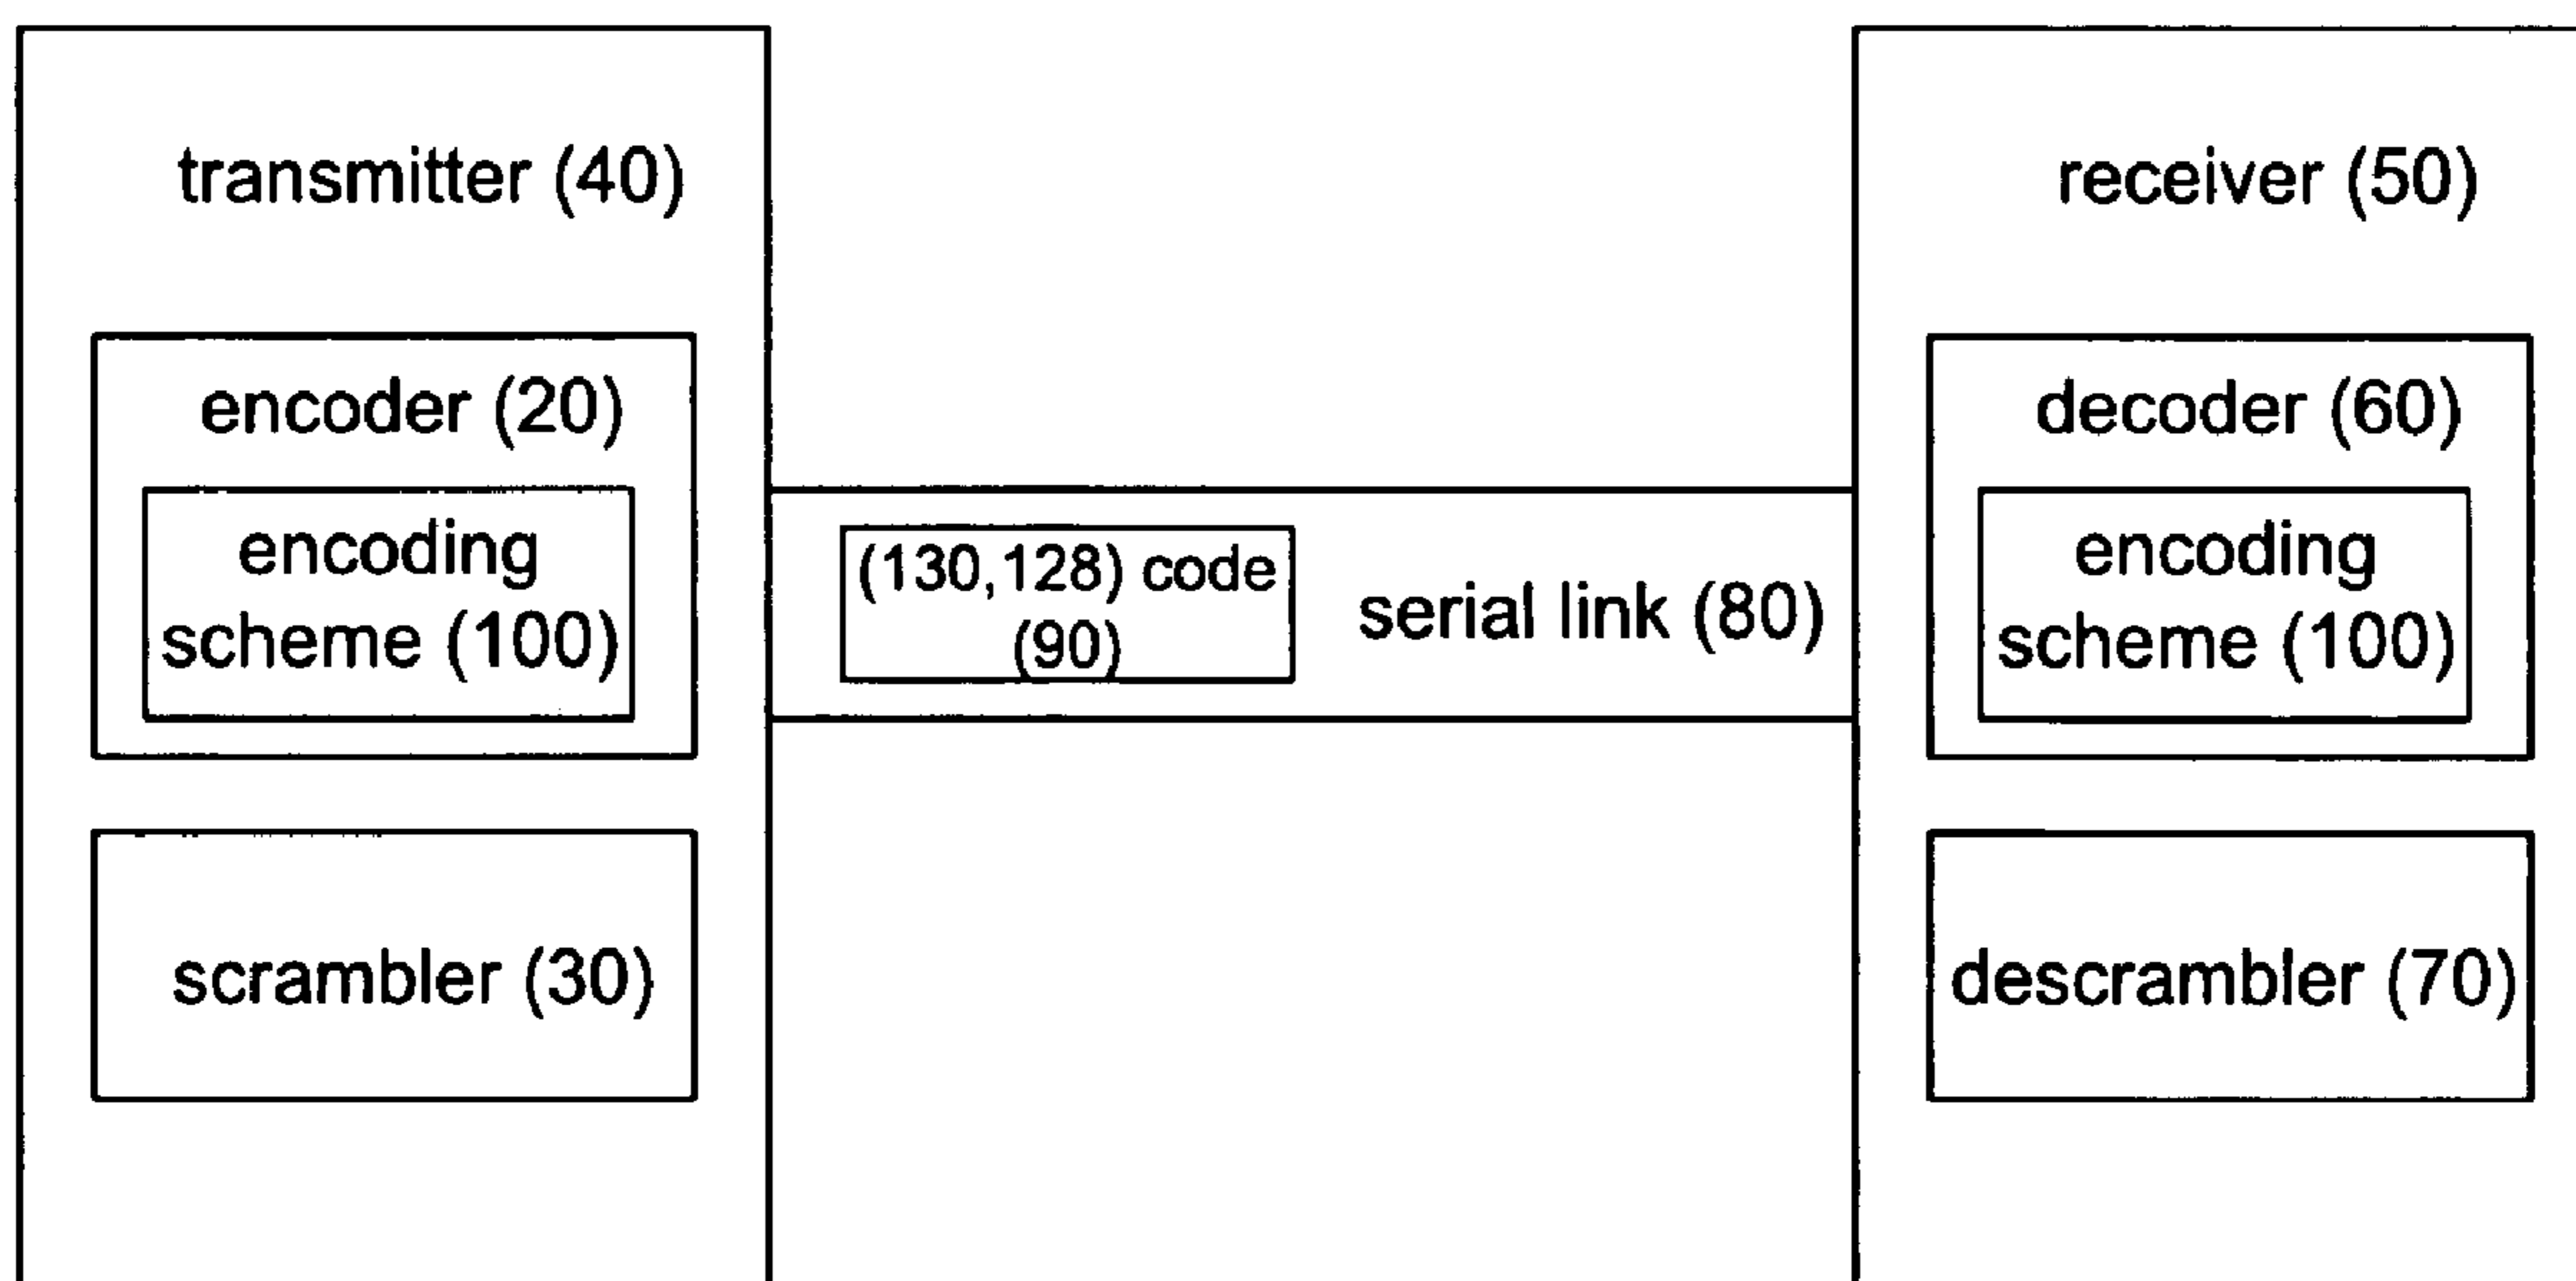 transmitter (40)
encoder (20)
encoding
scheme (100)
scrambler (30)
(130,128) code
(90)
serial link (80)
receiver (50)
decoder (60)
encoding
scheme (100)
descrambler (70)